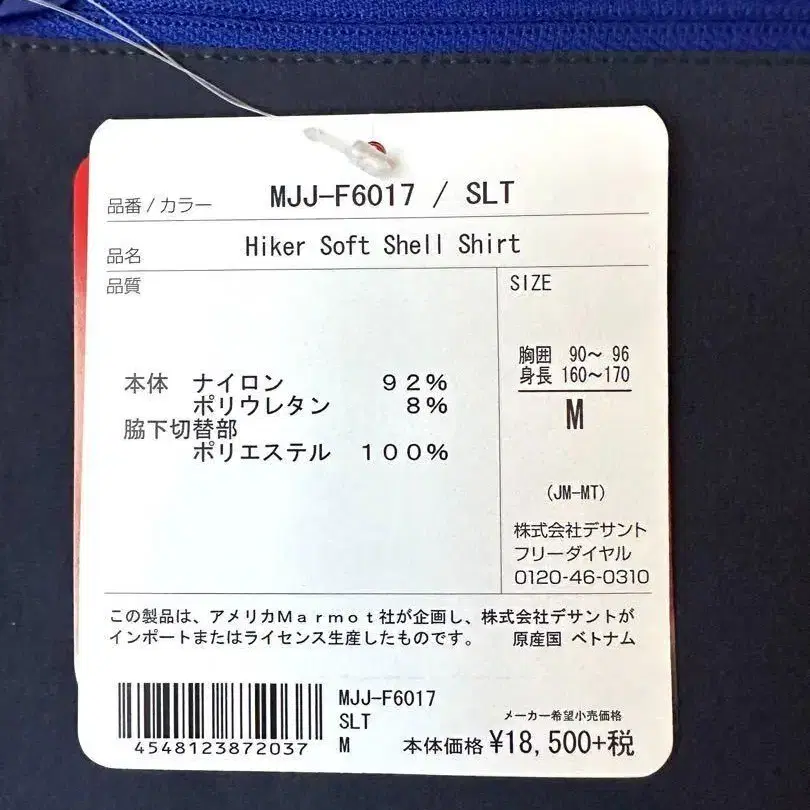 品番/カラー MJJ-F6017 / SLT
品名 Hiker Soft Shell Shirt
品質
本体 ナイロン 92%
ポリウレタン 8%
脇下切替部
ポリエステル 100%
SIZE
胸囲 90〜 96
身長 160〜170
M
(JM-MT)
株式会社デサント
フリーダイヤル
0120-46-0310
この製品は、アメリカMarmot社が企画し、株式会社デサントが
インポートまたはライセンス生産したものです。 原産国 ベトナム
4548123872037
MJJ-F6017
SLT
M
メーカー希望小売価格
本体価格 ¥18,500+税